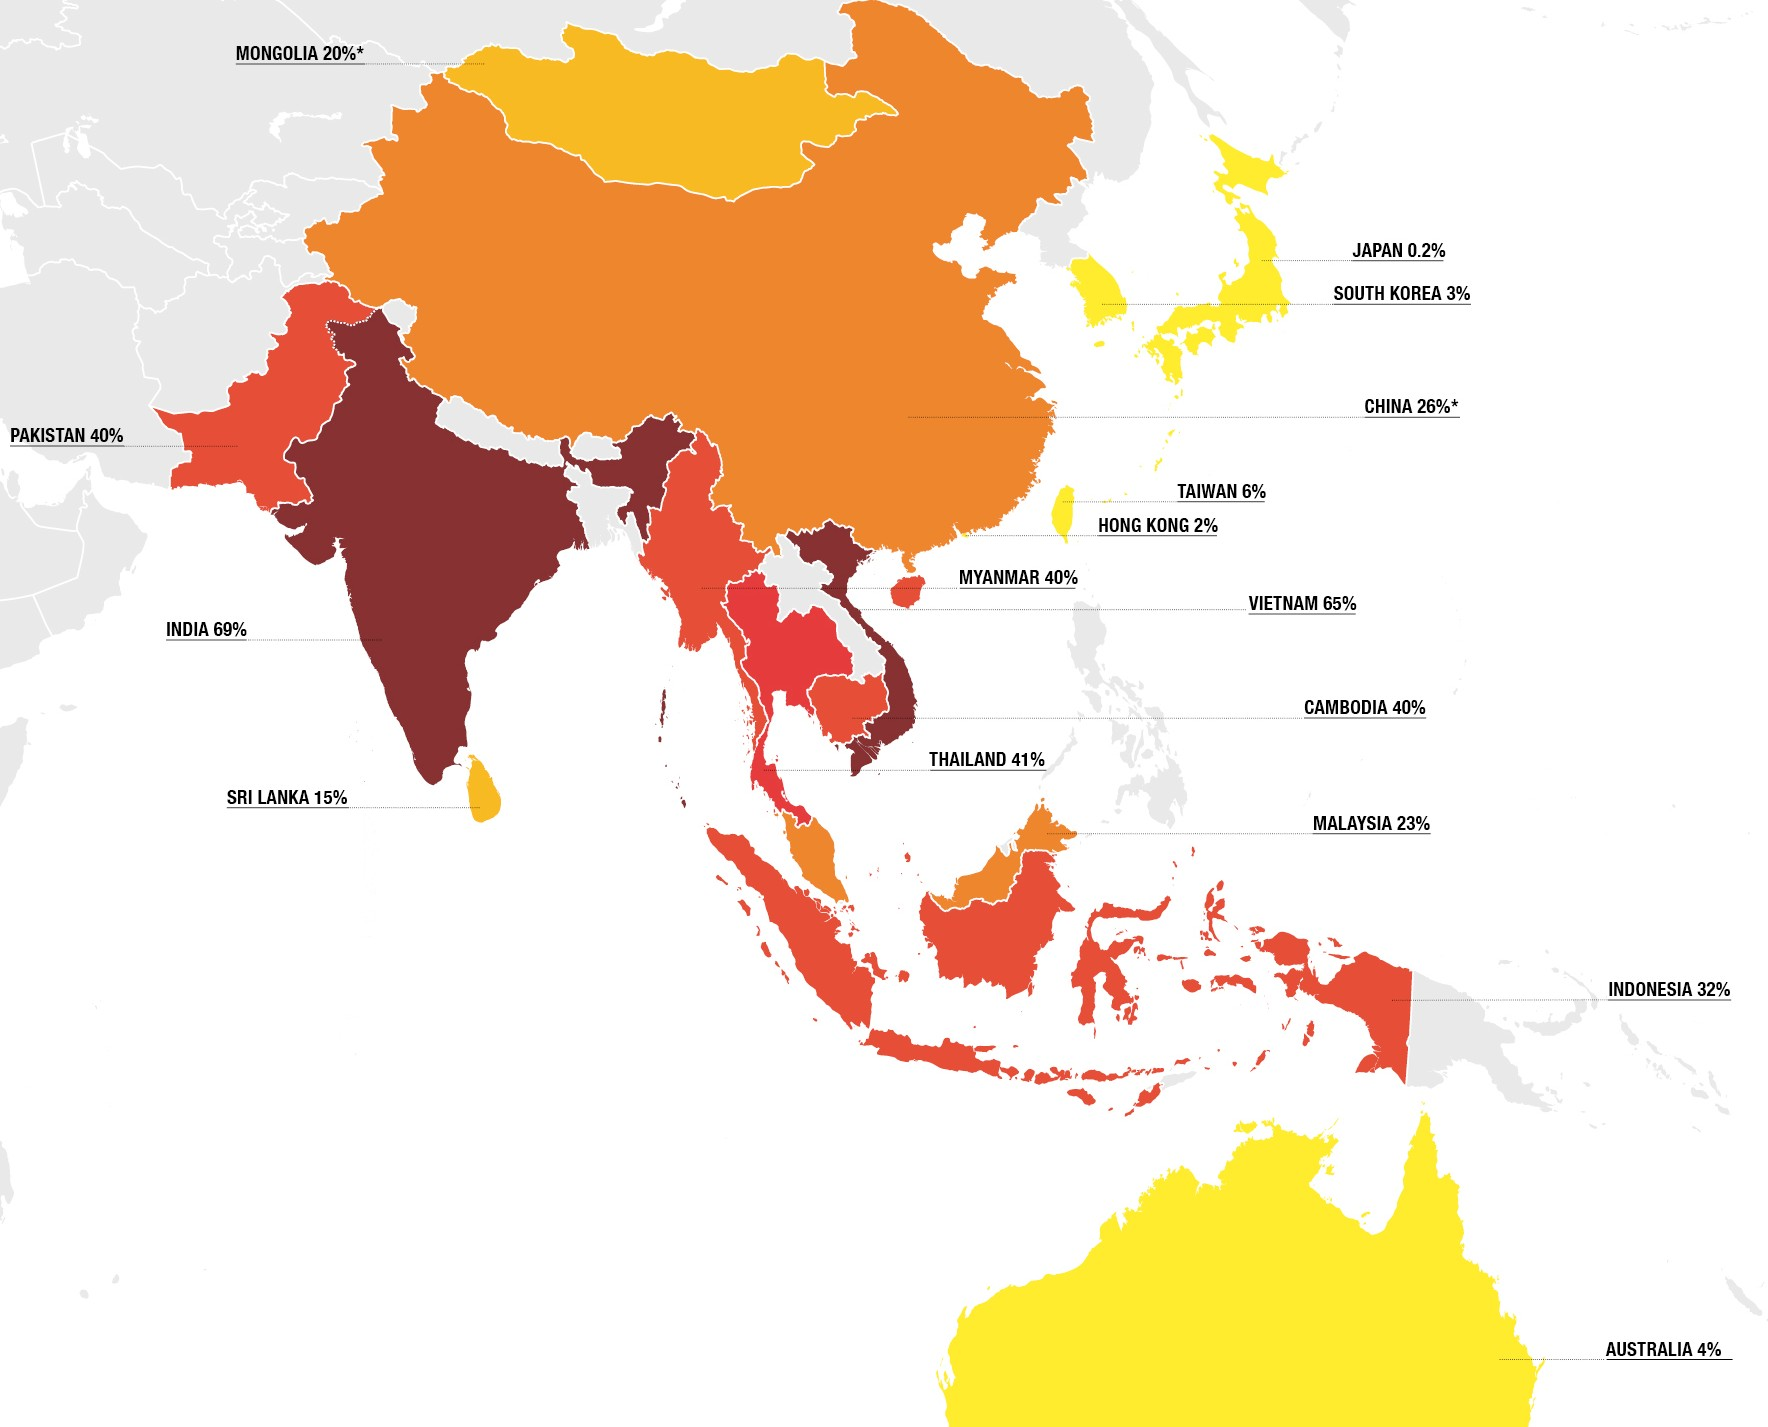 MONGOLIA 20%*
JAPAN 0.2%
SOUTH KOREA 3%
CHINA 26%*
PAKISTAN 40%
TAIWAN 6%
HONG KONG 2%
MYANMAR 40%
VIETNAM 65%
INDIA 69%
CAMBODIA 40%
THAILAND 41%
SRI LANKA 15%
MALAYSIA 23%
INDONESIA 32%
AUSTRALIA 4%